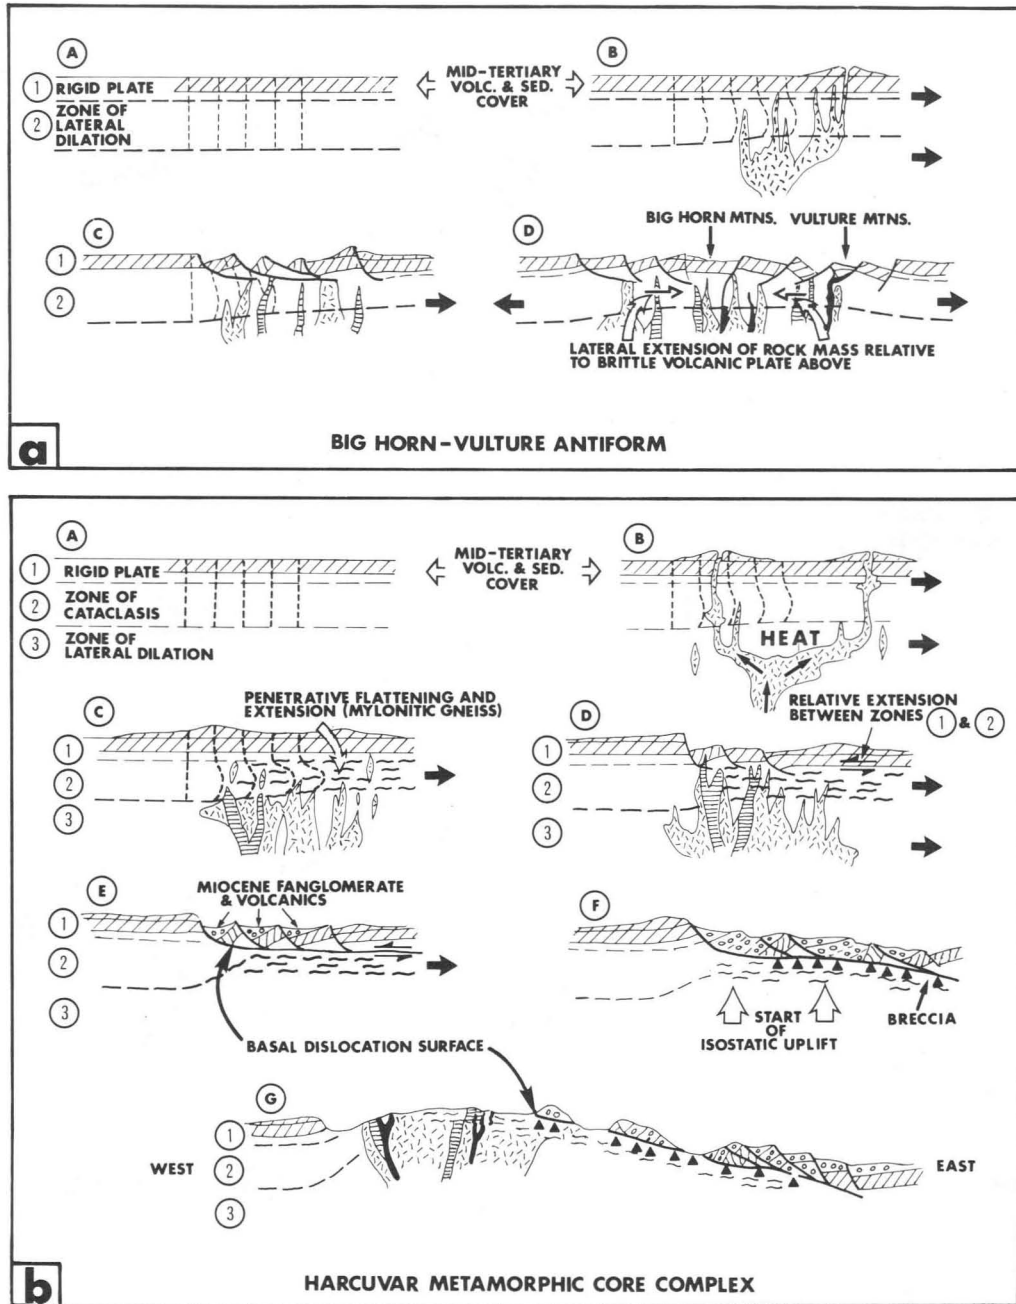 A
B
1 RIGID PLATE
2 ZONE OF
LATERAL
DILATION
MID-TERTIARY
VOLC. & SED.
COVER
C
1
2
D
BIG HORN MTNS. VULTURE MTNS.
LATERAL EXTENSION OF ROCK MASS RELATIVE
TO BRITTLE VOLCANIC PLATE ABOVE
a
BIG HORN-VULTURE ANTIFORM
A
1 RIGID PLATE
2 ZONE OF
CATACLASIS
3 ZONE OF
LATERAL DILATION
MID-TERTIARY
VOLC. & SED.
COVER
B
HEAT
C
PENETRATIVE FLATTENING AND
EXTENSION (MYLONITIC GNEISS)
1
2
3
D
RELATIVE EXTENSION
BETWEEN ZONES 1 & 2
1
2
3
E
MIOCENE FANGLOMERATE
& VOLCANICS
1
2
3
F
START
OF
ISOSTATIC UPLIFT
BRECCIA
BASAL DISLOCATION SURFACE
G
1
2
3
WEST
EAST
b
HARCUVAR METAMORPHIC CORE COMPLEX